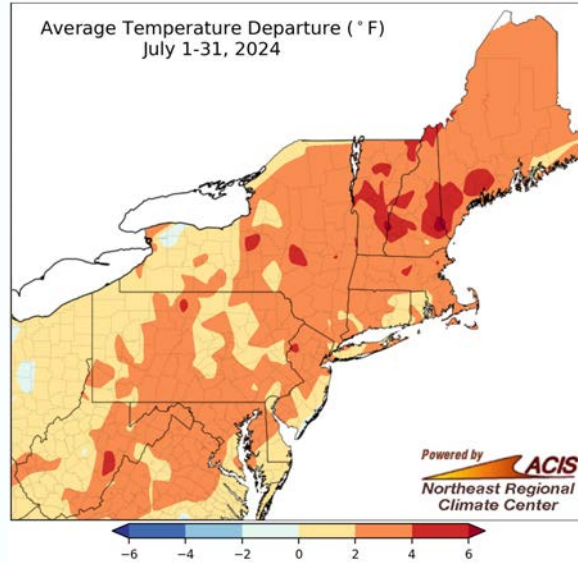 Average Temperature Departure (°F)
July 1-31, 2024
Powered by
ACIS
Northeast Regional
Climate Center
−6 −4 −2 0 2 4 6